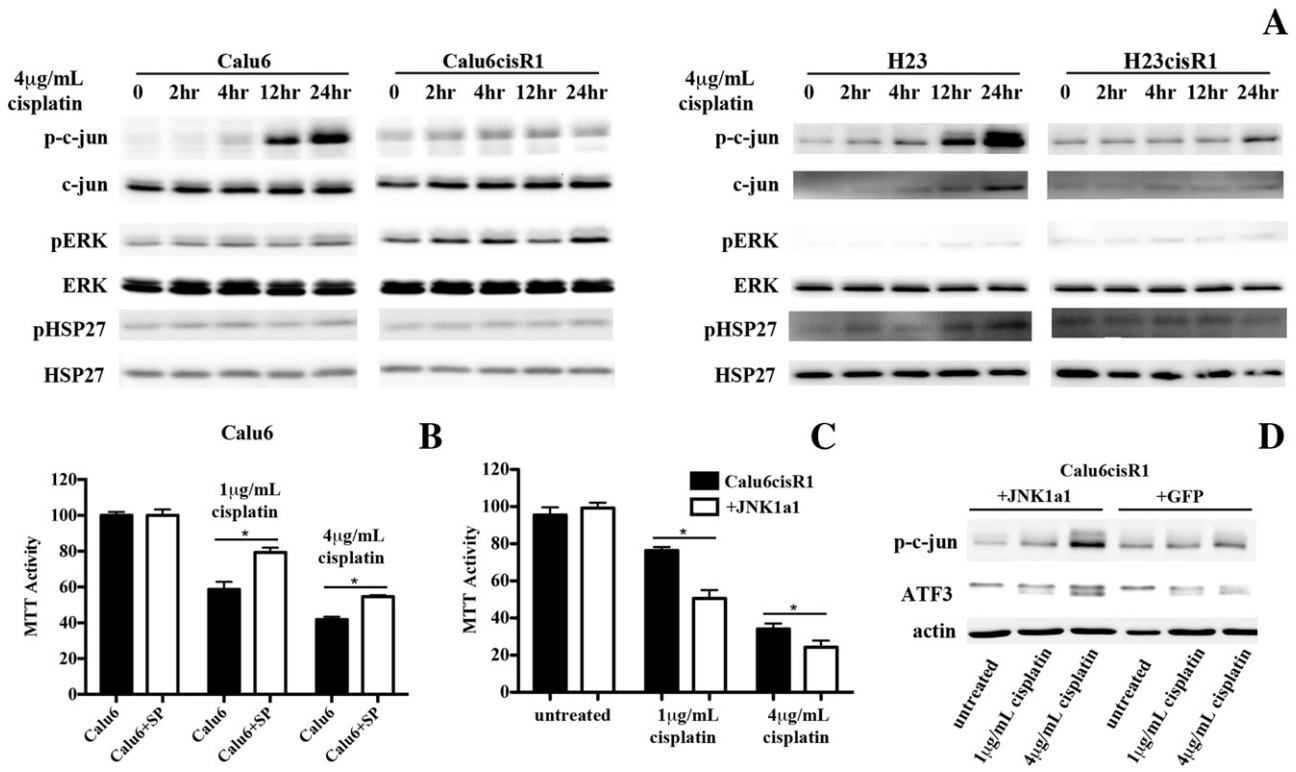 A
Calu6 Calu6cisR1 H23 H23cisR1
4µg/mL
cisplatin
0 2hr 4hr 12hr 24hr 0 2hr 4hr 12hr 24hr
4µg/mL
cisplatin
0 2hr 4hr 12hr 24hr 0 2hr 4hr 12hr 24hr
p-c-jun p-c-jun
c-jun c-jun
pERK pERK
ERK ERK
pHSP27 pHSP27
HSP27 HSP27
B
Calu6
120
100
80
60
40
20
0
MTT Activity
1µg/mL
cisplatin
*
4µg/mL
cisplatin
*
Calu6
Calu6+SP
Calu6
Calu6+SP
Calu6
Calu6+SP
C
120
100
80
60
40
20
0
MTT Activity
Calu6cisR1
+JNK1a1
*
*
untreated
1µg/mL
cisplatin
4µg/mL
cisplatin
D
Calu6cisR1
+JNK1a1 +GFP
p-c-jun
ATF3
actin
untreated
1µg/mL cisplatin
4µg/mL cisplatin
untreated
1µg/mL cisplatin
4µg/mL cisplatin